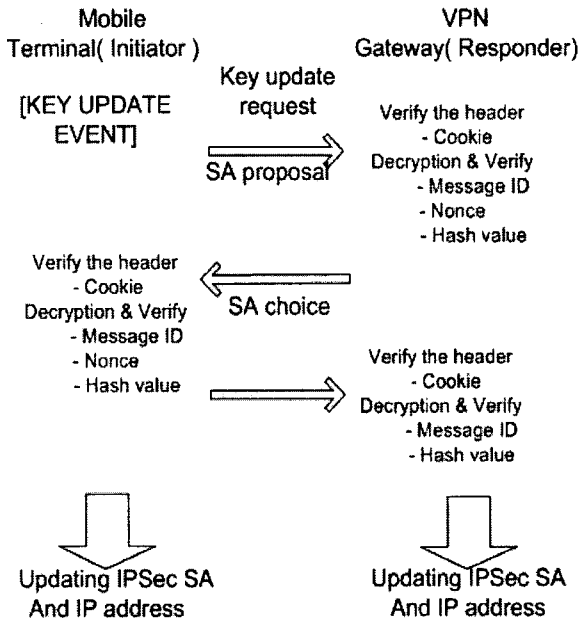 Mobile
Terminal( Initiator )
VPN
Gateway( Responder)
[KEY UPDATE
EVENT]
Key update
request
SA proposal
Verify the header
- Cookie
Decryption & Verify
- Message ID
- Nonce
- Hash value
Verify the header
- Cookie
Decryption & Verify
- Message ID
- Nonce
- Hash value
SA choice
Verify the header
- Cookie
Decryption & Verify
- Message ID
- Hash value
Updating IPSec SA
And IP address
Updating IPSec SA
And IP address